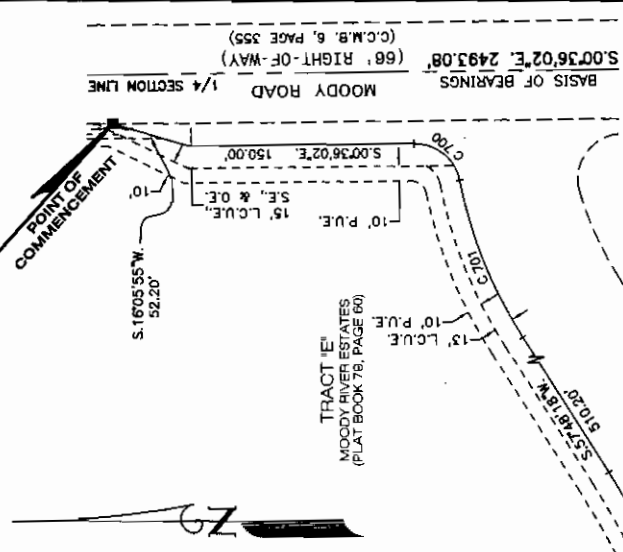 BASIS OF BEARINGS
S.00°36'02"E. 2493.08'
MOODY ROAD
(66' RIGHT-OF-WAY)
(C.C.M.B. 6, PAGE 355)
1/4 SECTION LINE
POINT OF
COMMENCEMENT
10'
S.16°05'55"W.
52.20'
S.00°36'02"E. 150.00'
15' L.C.U.E.,
S.E., & O.E.
10' P.U.E.
C 700
C 701
10' P.U.E.
13' L.C.U.E.
S.57°48'18"W.
510.20'
TRACT "E"
MOODY RIVER ESTATES
(PLAT BOOK 79, PAGE 60)
N